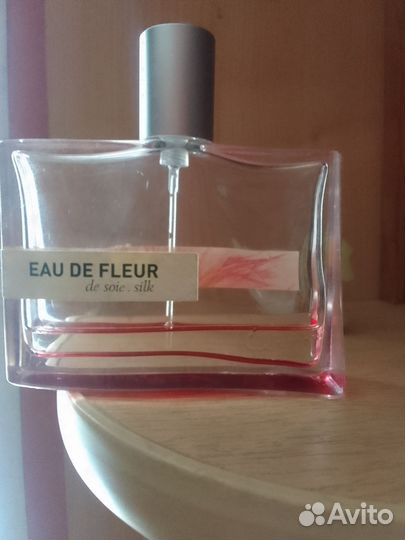 EAU DE FLEUR
de soie . silk
Avito